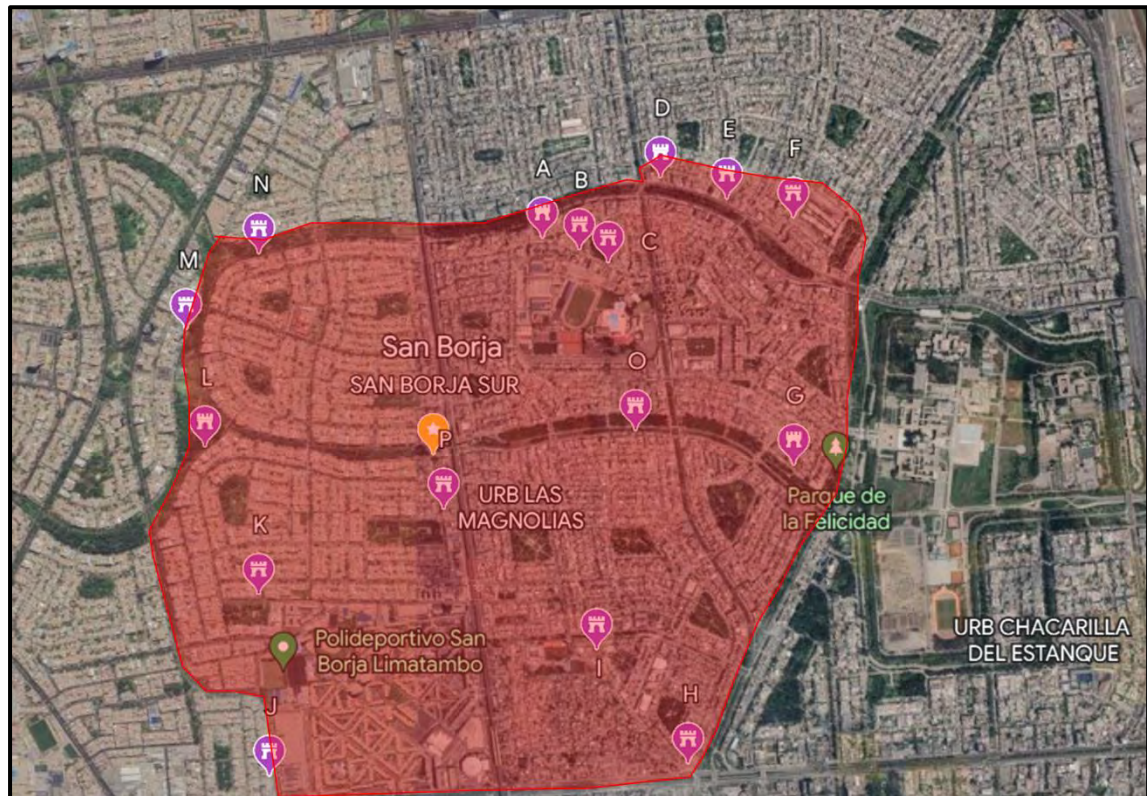 D
E
F
A
B
N
C
M
San Borja
SAN BORJA SUR
O
L
G
P
URB LAS
MAGNOLIAS
Parque de
la Felicidad
K
Polideportivo San
Borja Limatambo
URB CHACARILLA
DEL ESTANQUE
I
H
J